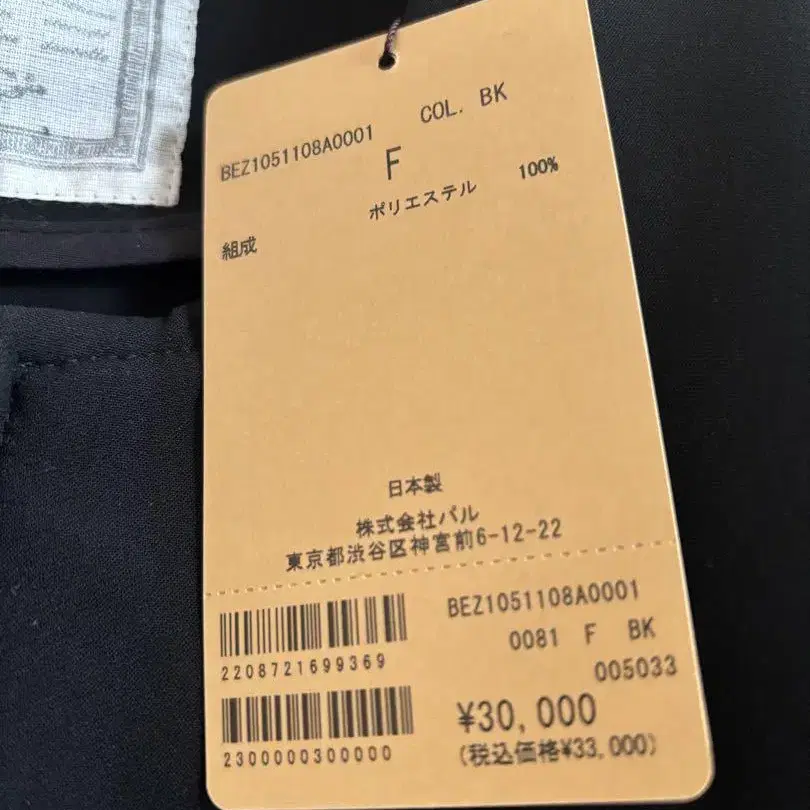 BEZ1051108A0001 COL. BK
F
ポリエステル 100%
組成
日本製
株式会社パル
東京都渋谷区神宮前6-12-22
BEZ1051108A0001
0081 F BK
005033
2208721699369
¥30,000
(税込価格¥33,000)
2300000300000